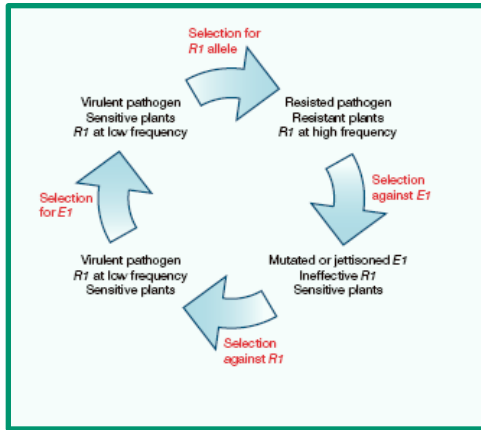 Selection for
R1 allele
Virulent pathogen
Sensitive plants
R1 at low frequency
Resisted pathogen
Resistant plants
R1 at high frequency
Selection
for E1
Selection
against E1
Virulent pathogen
R1 at low frequency
Sensitive plants
Mutated or jettisoned E1
Ineffective R1
Sensitive plants
Selection
against R1